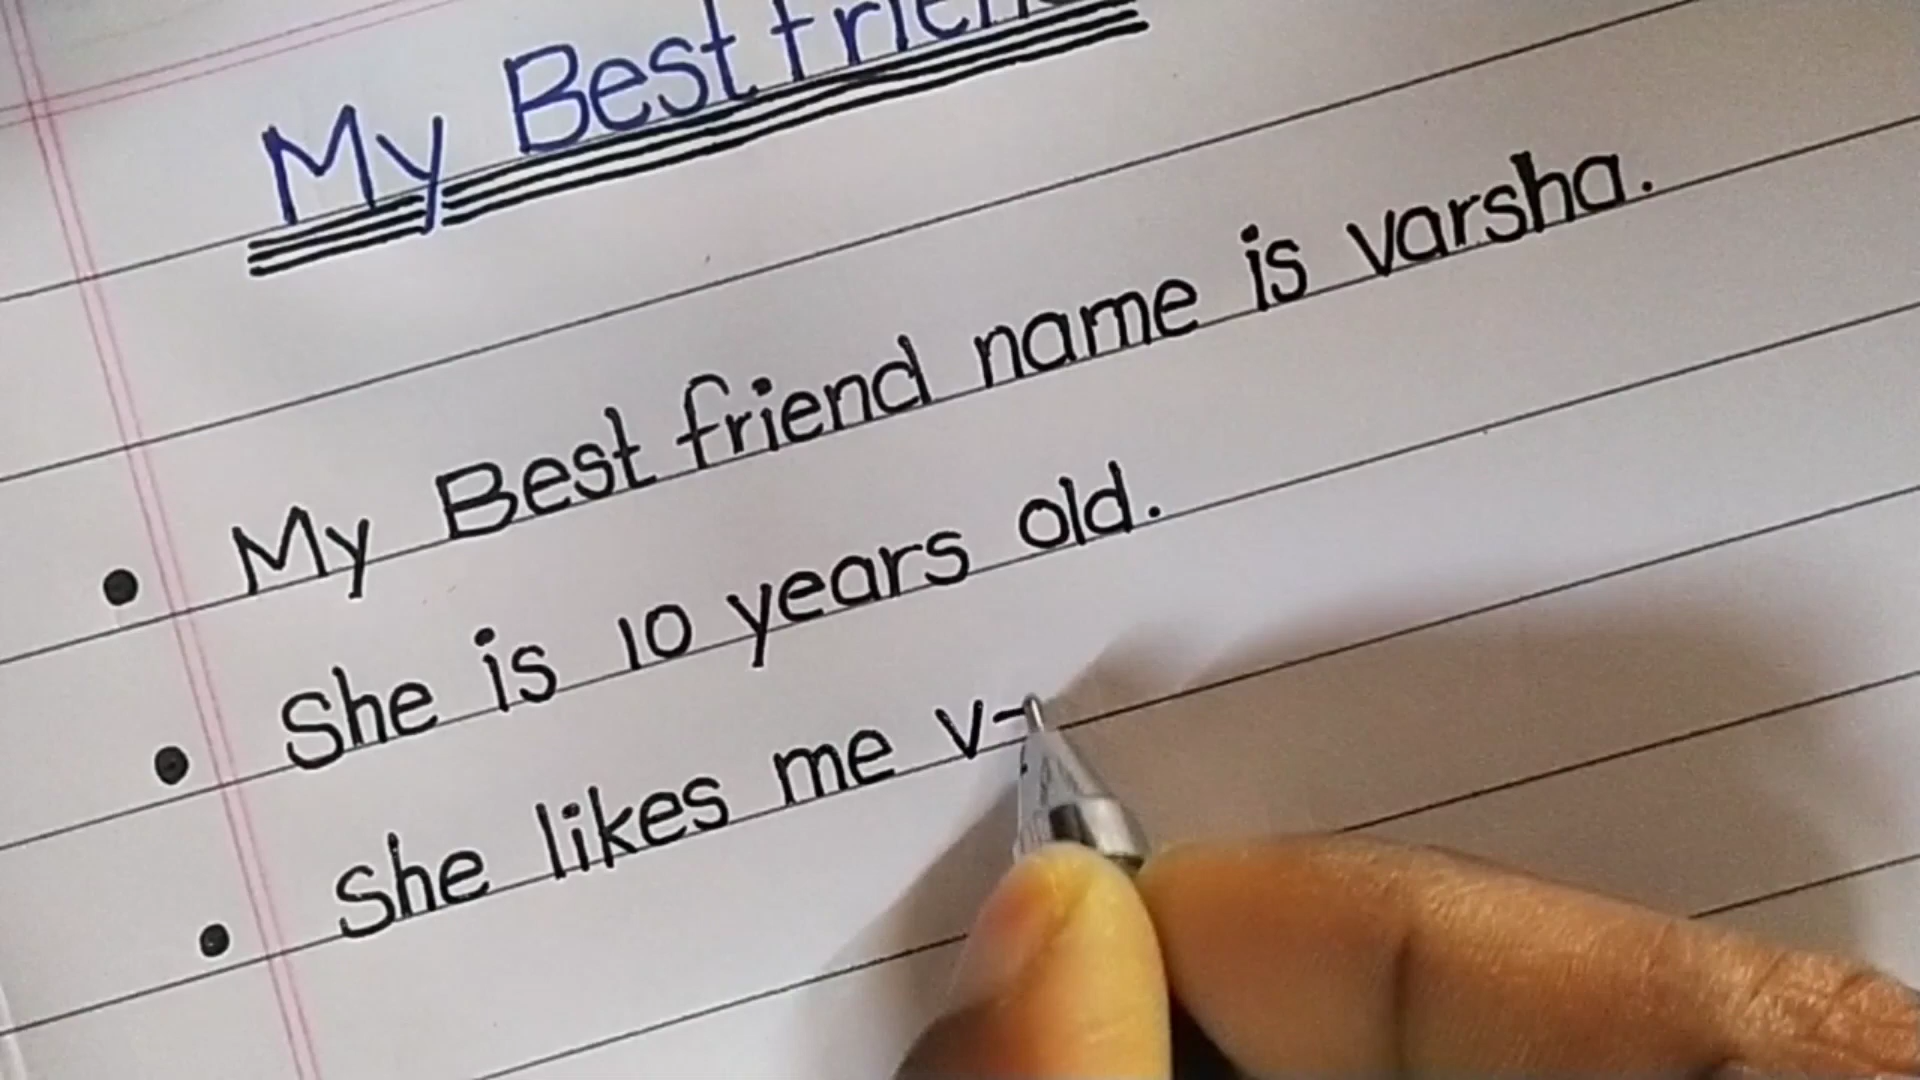 My Best frien
• My Best friend name is varsha.
• She is 10 years old.
• She likes me v